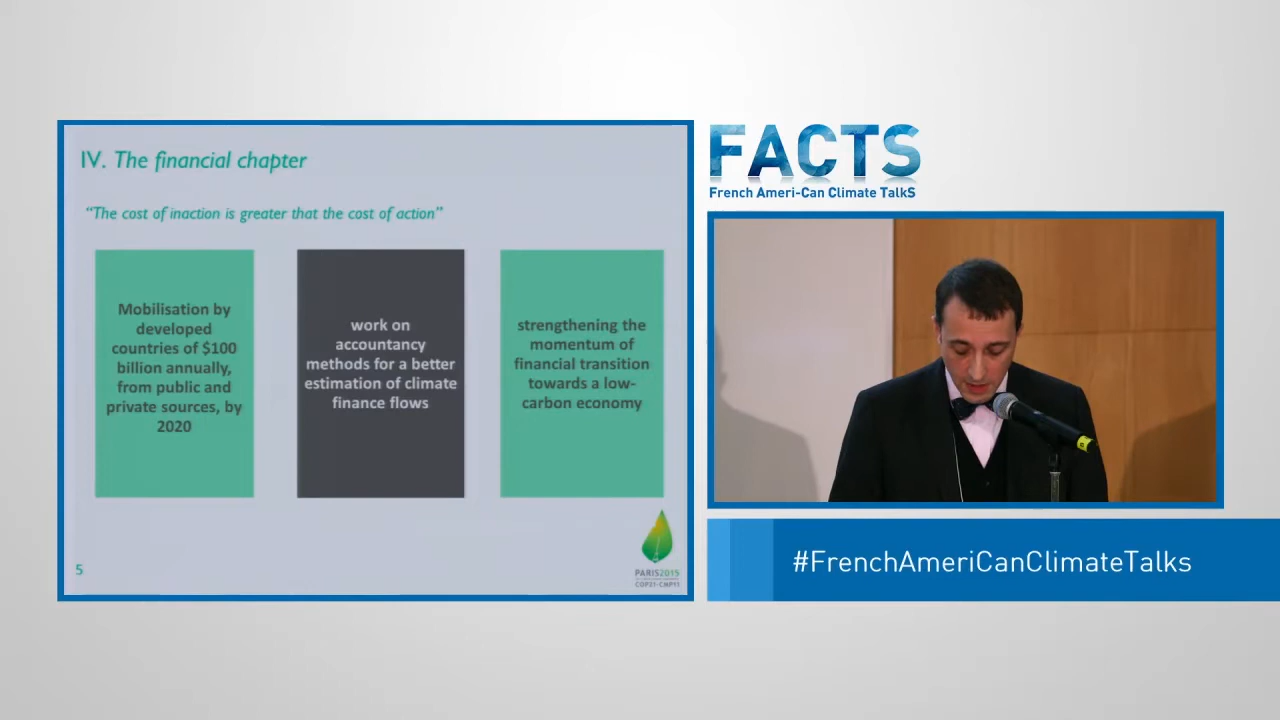 IV. The financial chapter
“The cost of inaction is greater that the cost of action”
Mobilisation by
developed
countries of $100
billion annually,
from public and
private sources, by
2020
work on
accountancy
methods for a better
estimation of climate
finance flows
strengthening the
momentum of
financial transition
towards a low-
carbon economy
5
PARIS2015
COP21·CMP11
FACTS
French Ameri-Can Climate TalkS
#FrenchAmeriCanClimateTalks